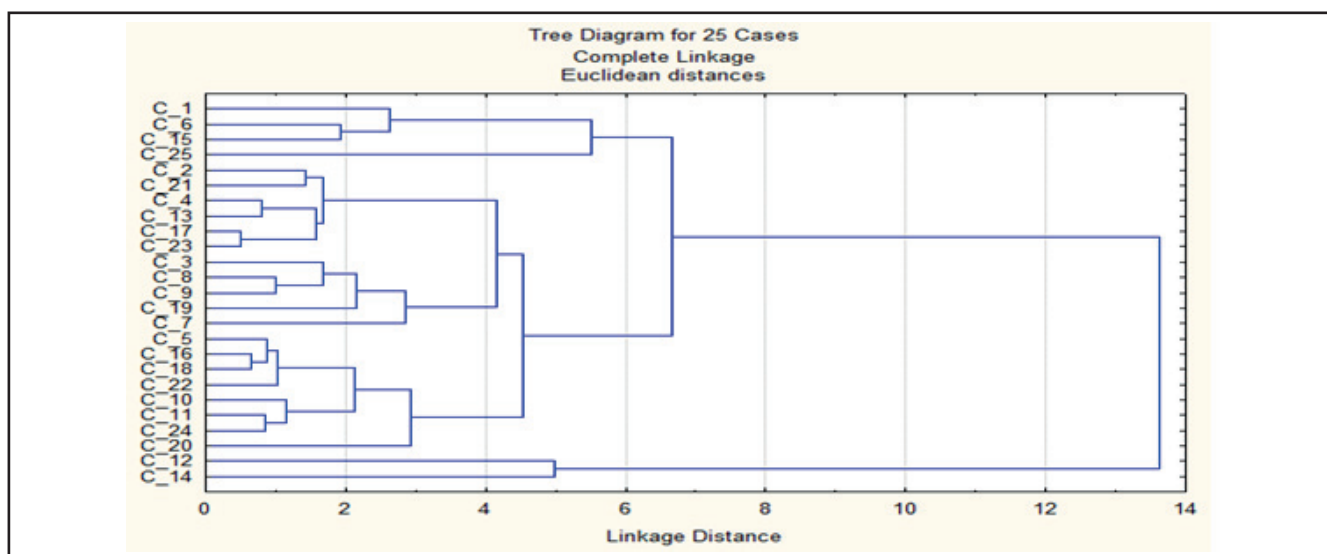 Tree Diagram for 25 Cases
Complete Linkage
Euclidean distances
C_1
C_6
C_15
C_25
C_2
C_21
C_4
C_13
C_17
C_23
C_3
C_8
C_9
C_19
C_7
C_5
C_16
C_18
C_22
C_10
C_11
C_24
C_20
C_12
C_14
0 2 4 6 8 10 12 14
Linkage Distance